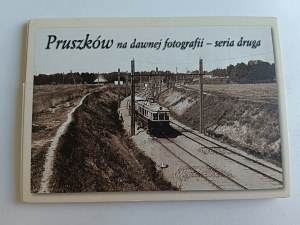 Pruszków na dawnej fotografii – seria druga